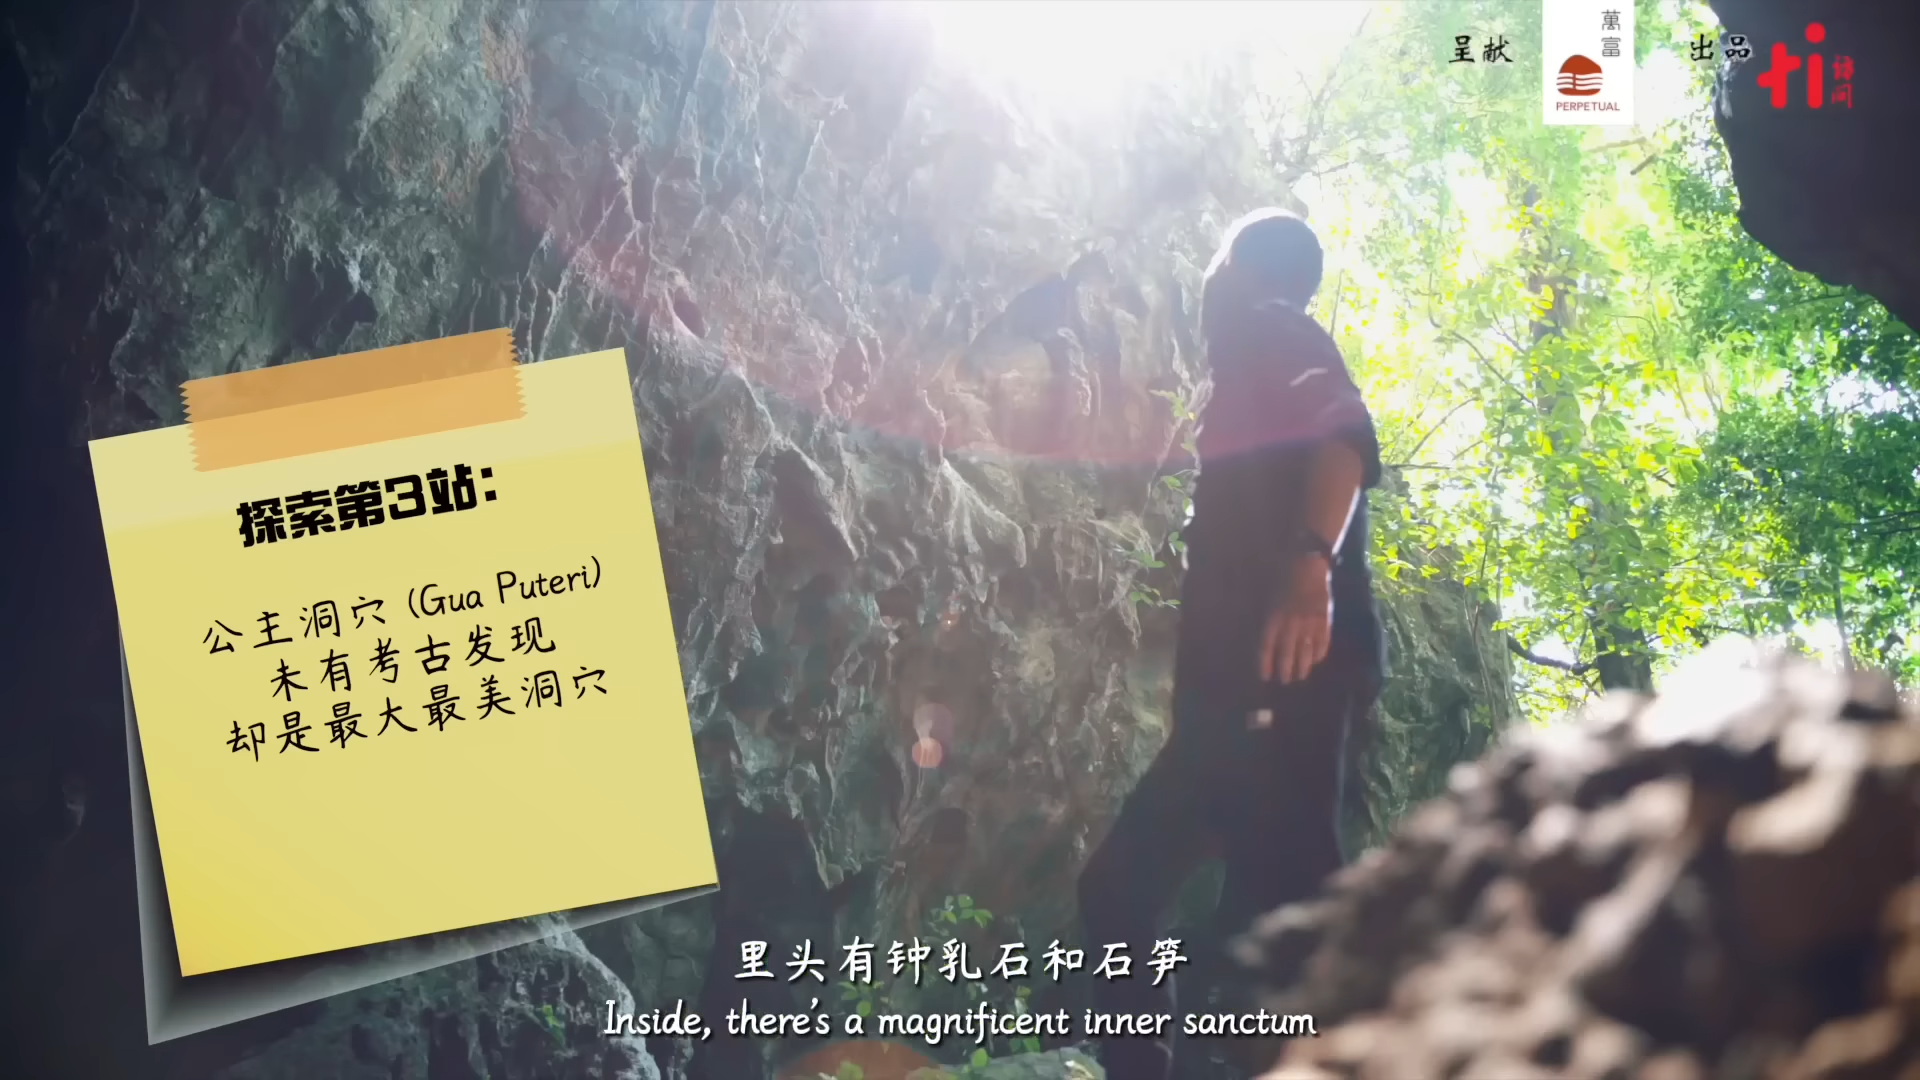 呈献
萬富
PERPETUAL
出品
ti
访问
探索第3站：
公主洞穴 (Gua Puteri)
未有考古发现
却是最大最美洞穴
里头有钟乳石和石笋
Inside, there's a magnificent inner sanctum